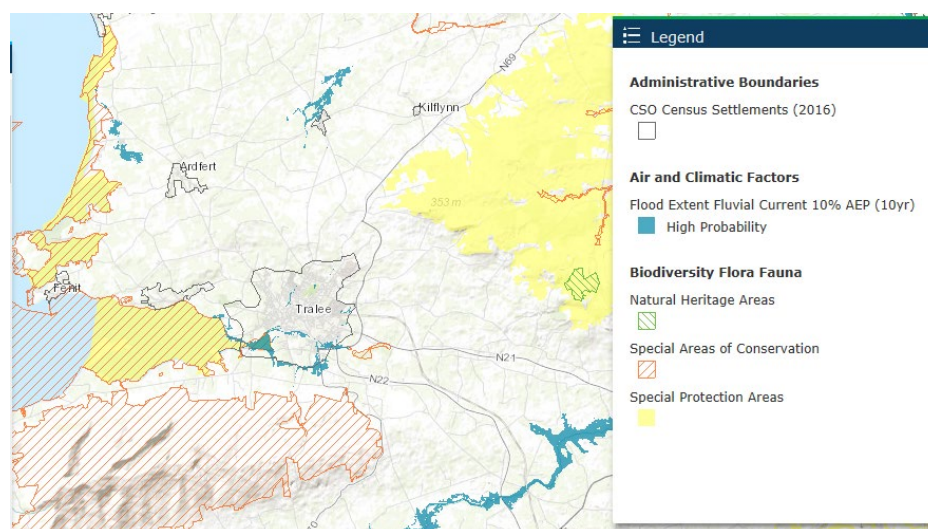 N69
Kilflynn
Ardfert
353 m
Fenit
Tralee
N21
N22
Legend
Administrative Boundaries
CSO Census Settlements (2016)
Air and Climatic Factors
Flood Extent Fluvial Current 10% AEP (10yr)
High Probability
Biodiversity Flora Fauna
Natural Heritage Areas
Special Areas of Conservation
Special Protection Areas